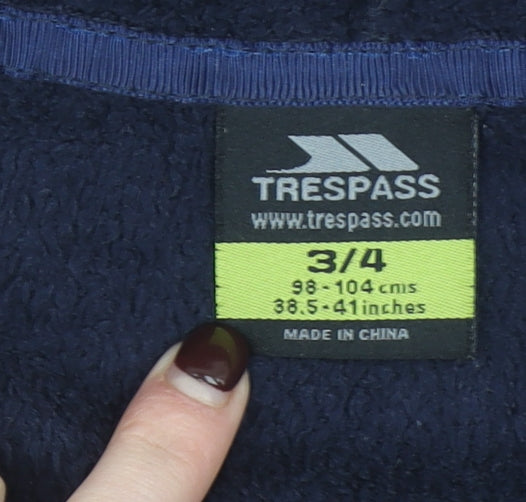 TRESPASS
www.trespass.com
3/4
98-104 cms
38.5-41 inches
MADE IN CHINA